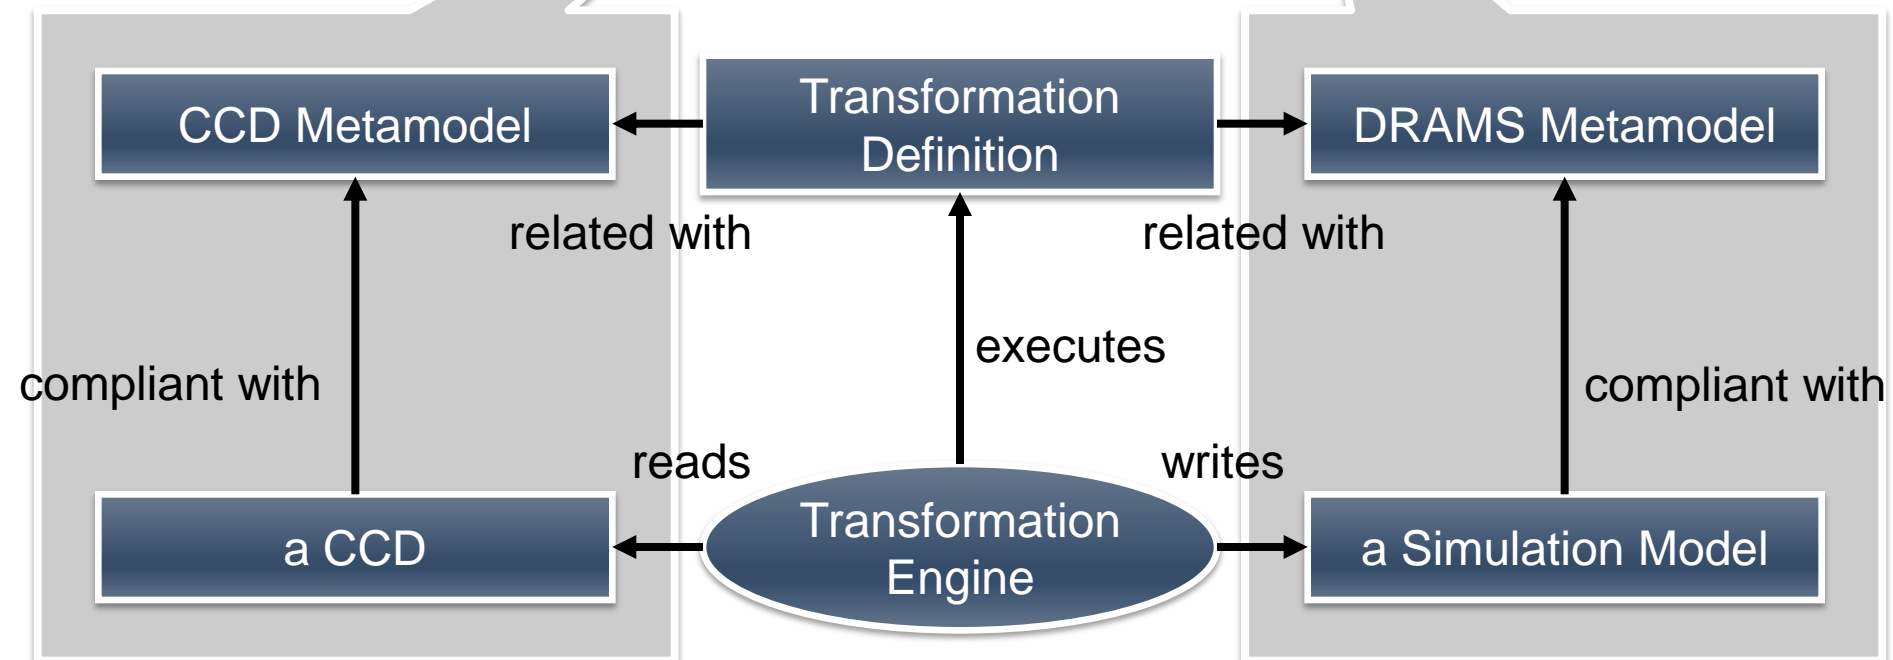 CCD Metamodel
Transformation
Definition
DRAMS Metamodel
related with
related with
executes
compliant with
compliant with
reads
writes
a CCD
Transformation
Engine
a Simulation Model